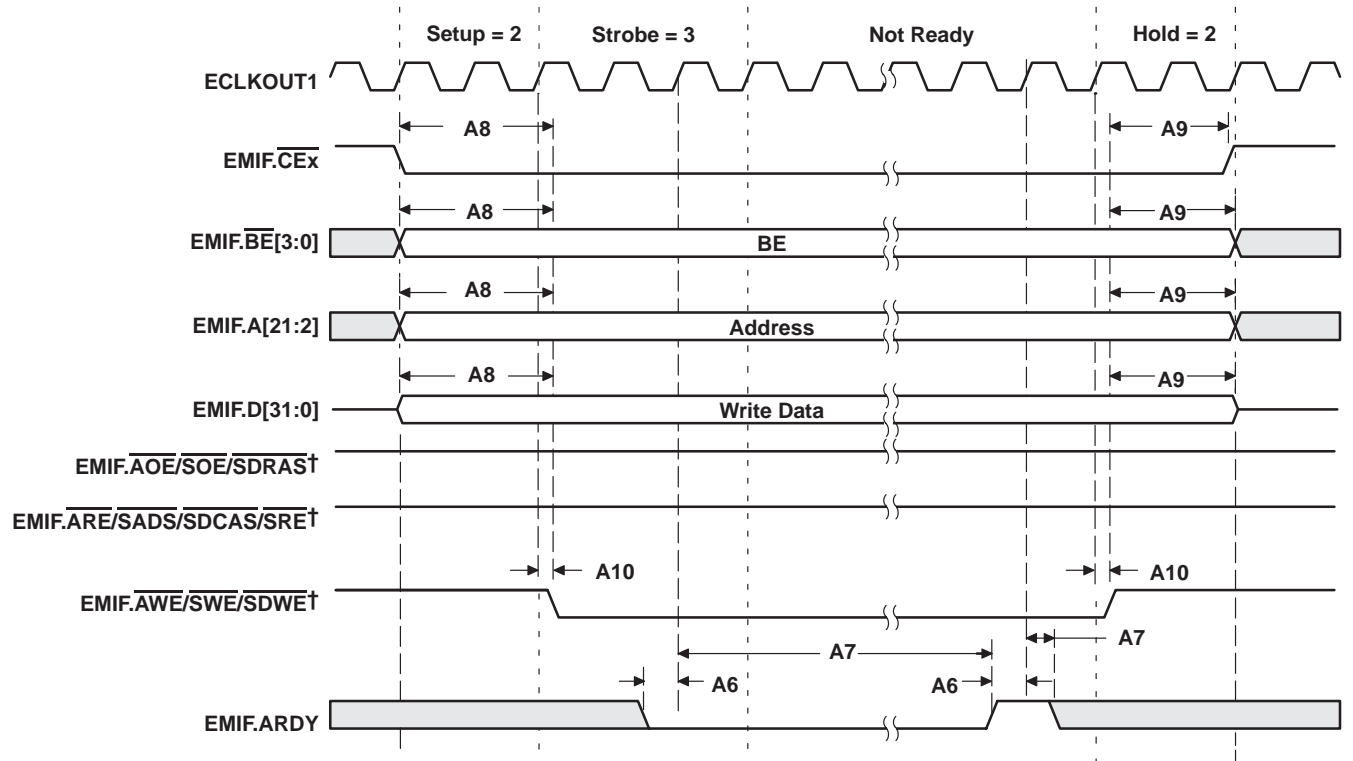 Setup = 2 Strobe = 3 Not Ready Hold = 2
ECLKOUT1
A8 A9
EMIF.CEx
A8 A9
EMIF.BE[3:0] BE
A8 A9
EMIF.A[21:2] Address
A8 A9
EMIF.D[31:0] Write Data
EMIF.AOE/SOE/SDRAS†
EMIF.ARE/SADS/SDCAS/SRE†
A10 A10
EMIF.AWE/SWE/SDWE†
A7 A7
A6 A6
EMIF.ARDY